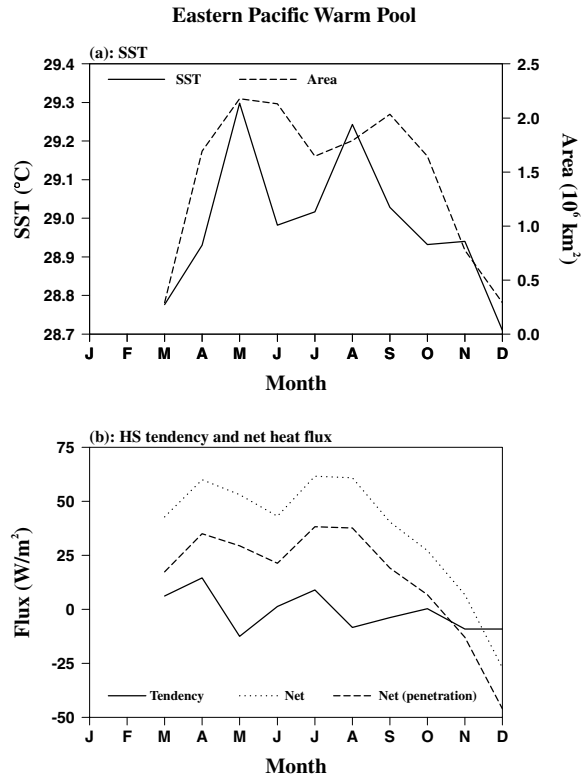 Eastern Pacific Warm Pool
(a): SST
SST Area
29.4
29.3
29.2
29.1
29.0
28.9
28.8
28.7
SST (°C)
2.5
2.0
1.5
1.0
0.5
0.0
Area (10⁶ km²)
J F M A M J J A S O N D
Month
(b): HS tendency and net heat flux
75
50
25
0
-25
-50
Flux (W/m²)
Tendency Net Net (penetration)
J F M A M J J A S O N D
Month